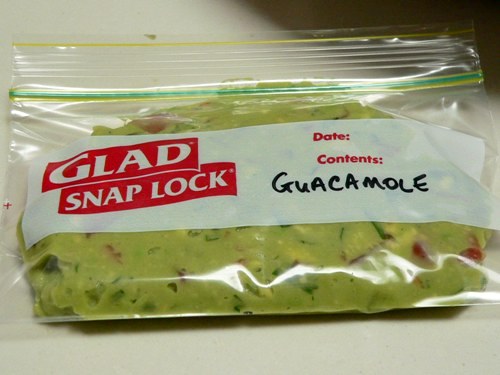 GLAD
SNAP LOCK®
Date:
Contents:
GUACAMOLE